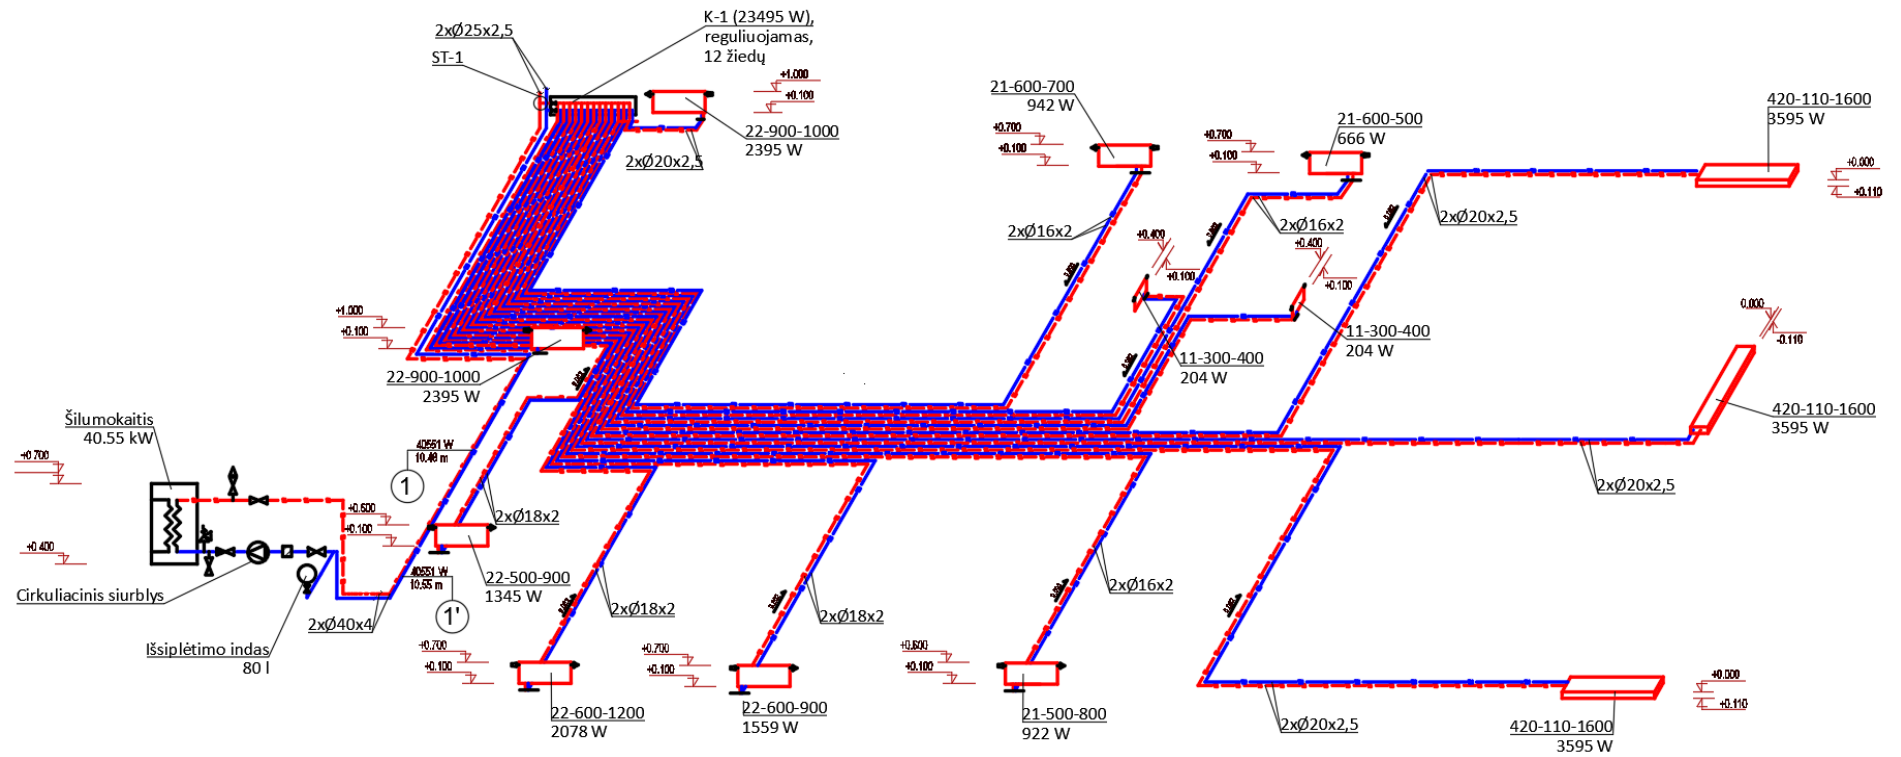 2xØ25x2,5
ST-1
K-1 (23495 W),
reguliuojamas,
12 žiedų
+1.000
+0.100
22-900-1000
2395 W
2xØ20x2,5
21-600-700
942 W
+0.700
+0.100
2xØ16x2
21-600-500
666 W
+0.700
+0.100
2xØ16x2
420-110-1600
3595 W
+0.110
2xØ20x2,5
+0.400
+0.100
+0.400
+0.100
11-300-400
204 W
11-300-400
204 W
0.000
-0.110
420-110-1600
3595 W
2xØ20x2,5
+1.000
+0.100
22-900-1000
2395 W
Šilumokaitis
40.55 kW
+0.700
+0.400
40551 W
10.46 m
1
+0.100
40551 W
10.55 m
1'
2xØ18x2
22-500-900
1345 W
Cirkuliacinis siurblys
2xØ40x4
Išsiplėtimo indas
80 l
+0.700
+0.100
2xØ18x2
22-600-1200
2078 W
+0.700
+0.100
2xØ18x2
22-600-900
1559 W
+0.100
2xØ16x2
21-500-800
922 W
2xØ20x2,5
420-110-1600
3595 W
+0.000
-0.110